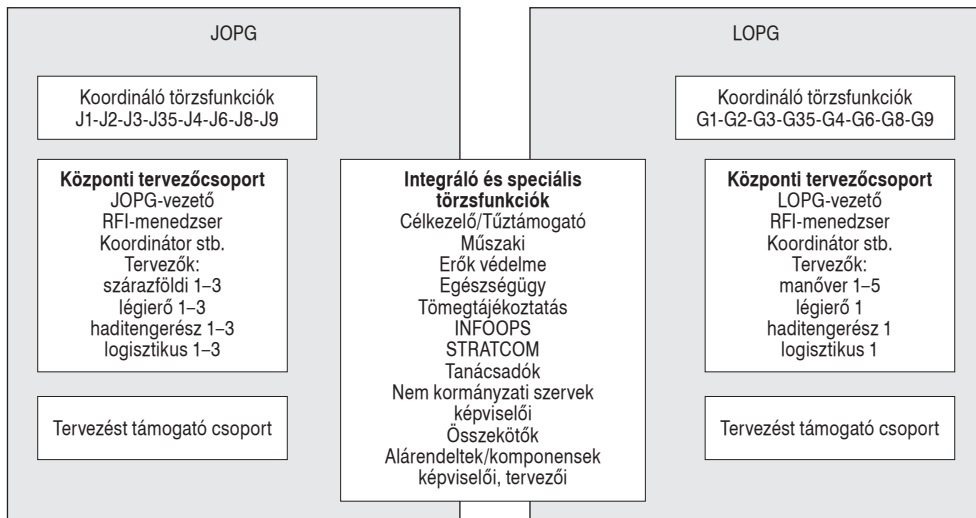 JOPG
Koordináló törzsfunkciók
J1-J2-J3-J35-J4-J6-J8-J9
Központi tervezőcsoport
JOPG-vezető
RFI-menedzser
Koordinátor stb.
Tervezők:
szárazföldi 1–3
légierő 1–3
haditengerész 1–3
logisztikus 1–3
Tervezést támogató csoport
Integráló és speciális
törzsfunkciók
Célkezelő/Tűztámogató
Műszaki
Erők védelme
Egészségügy
Tömegtájékoztatás
INFOOPS
STRATCOM
Tanácsadók
Nem kormányzati szervek
képviselői
Összekötők
Alárendeltek/komponensek
képviselői, tervezői
LOPG
Koordináló törzsfunkciók
G1-G2-G3-G35-G4-G6-G8-G9
Központi tervezőcsoport
LOPG-vezető
RFI-menedzser
Koordinátor stb.
Tervezők:
manőver 1–5
légierő 1
haditengerész 1
logisztikus 1
Tervezést támogató csoport